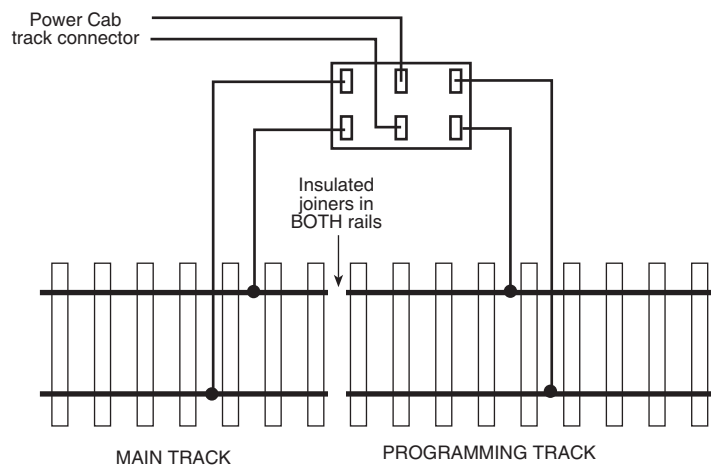 Power Cab
track connector
Insulated
joiners in
BOTH rails
MAIN TRACK
PROGRAMMING TRACK